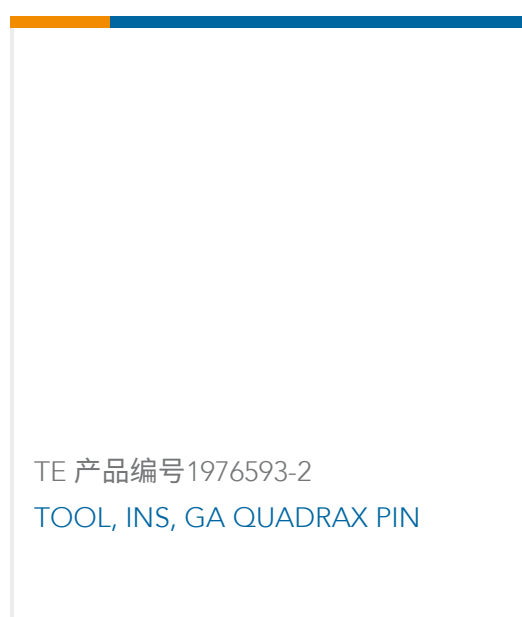 TE 产品编号1976593-2
TOOL, INS, GA QUADRAX PIN